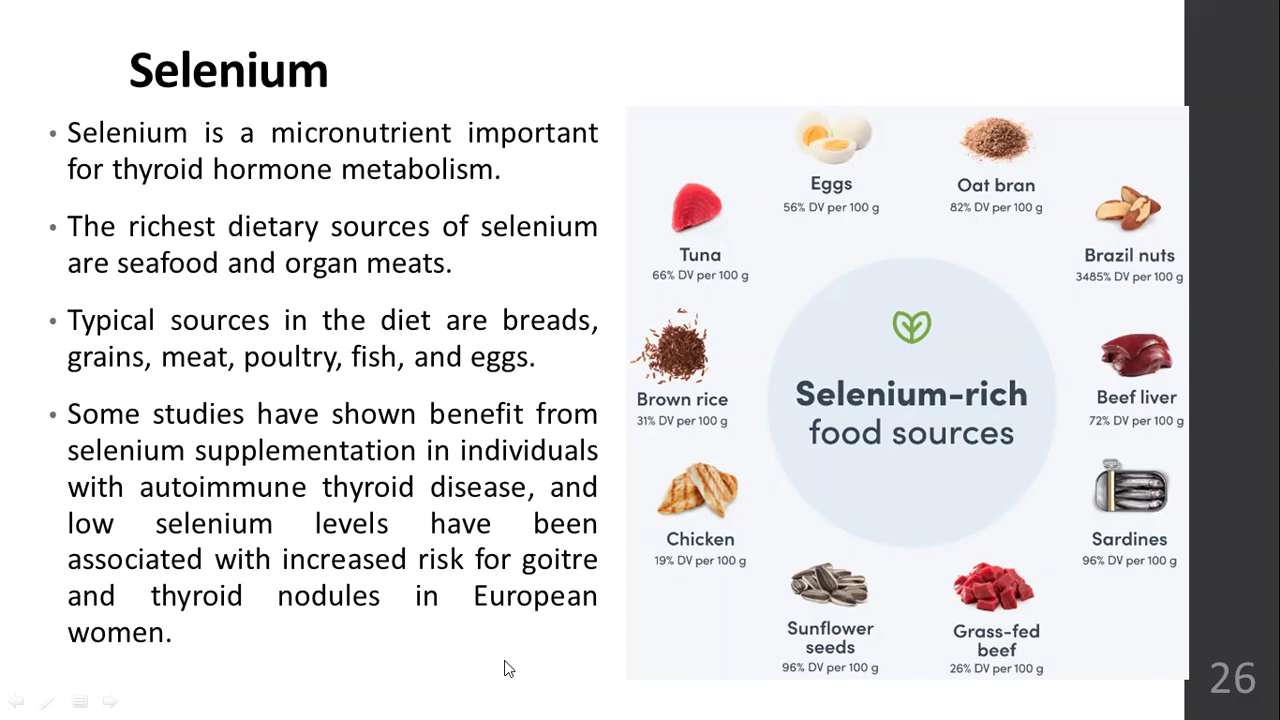 Selenium
• Selenium is a micronutrient important
for thyroid hormone metabolism.
• The richest dietary sources of selenium
are seafood and organ meats.
• Typical sources in the diet are breads,
grains, meat, poultry, fish, and eggs.
• Some studies have shown benefit from
selenium supplementation in individuals
with autoimmune thyroid disease, and
low selenium levels have been
associated with increased risk for goitre
and thyroid nodules in European
women.
Eggs
56% DV per 100 g
Oat bran
82% DV per 100 g
Tuna
66% DV per 100 g
Brazil nuts
3485% DV per 100 g
Brown rice
31% DV per 100 g
Selenium-rich
food sources
Beef liver
72% DV per 100 g
Chicken
19% DV per 100 g
Sardines
96% DV per 100 g
Sunflower
seeds
96% DV per 100 g
Grass-fed
beef
26% DV per 100 g
26